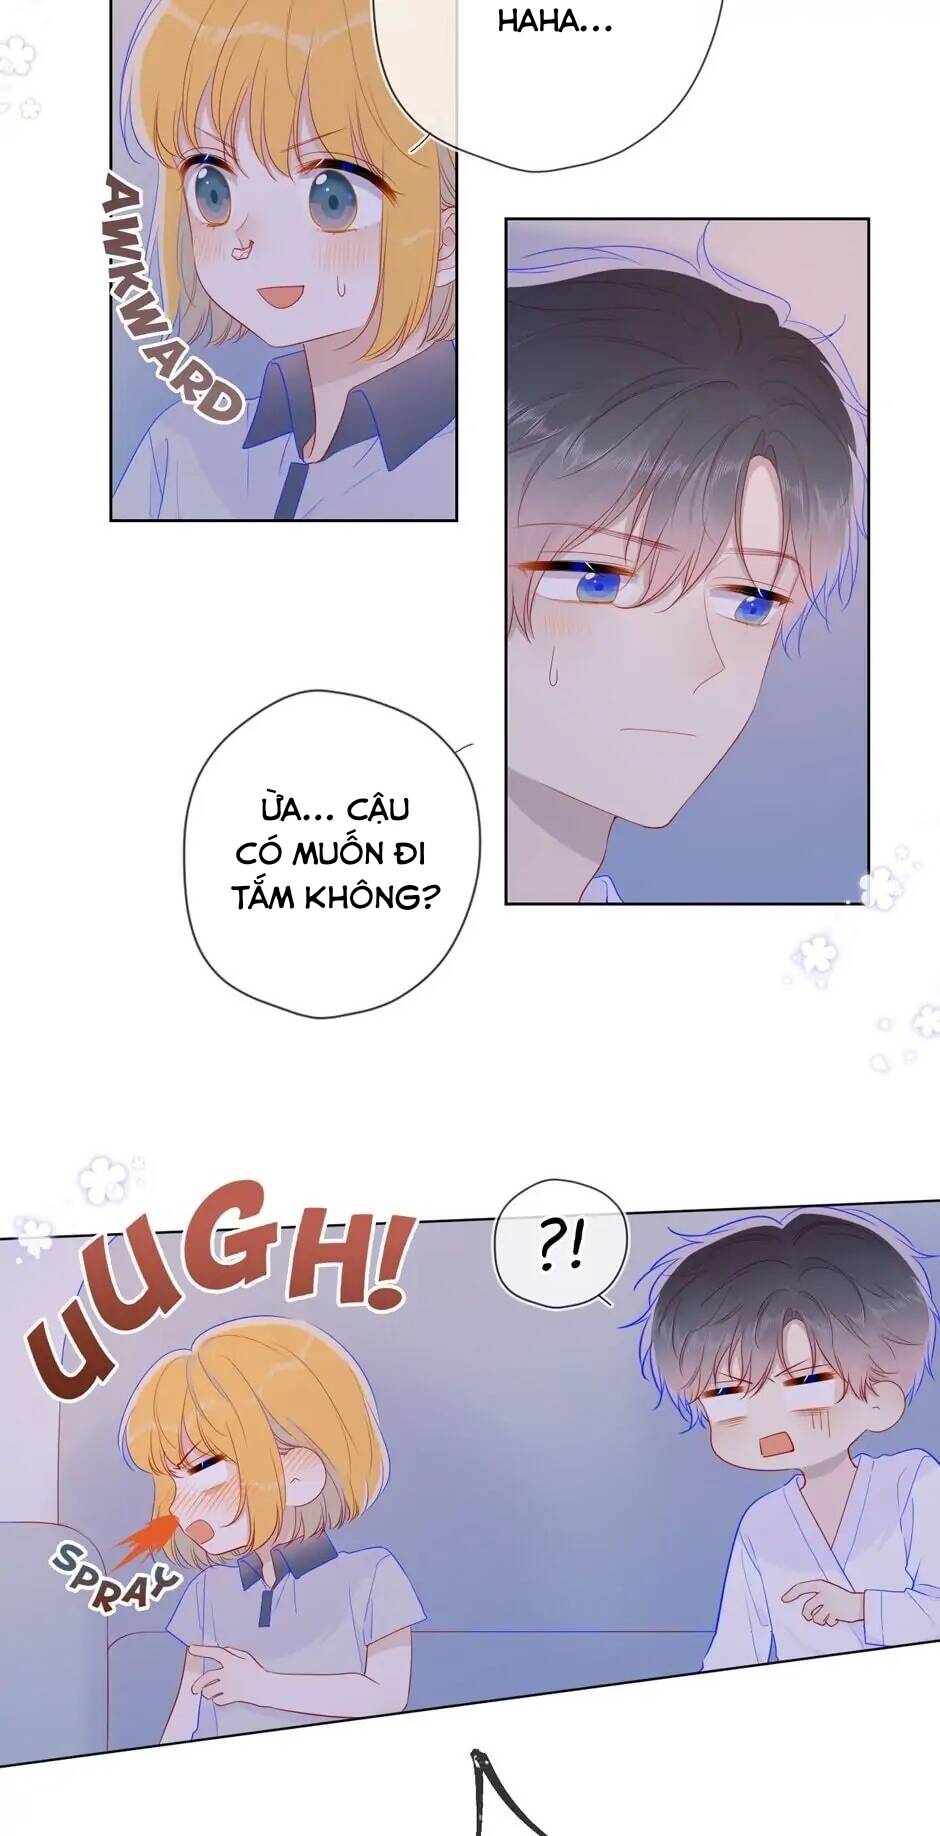 HAHA...
AWKWARD
ỪA... CẬU
CÓ MUỐN ĐI
TẮM KHÔNG?
UUGH!
?!
SPRAY